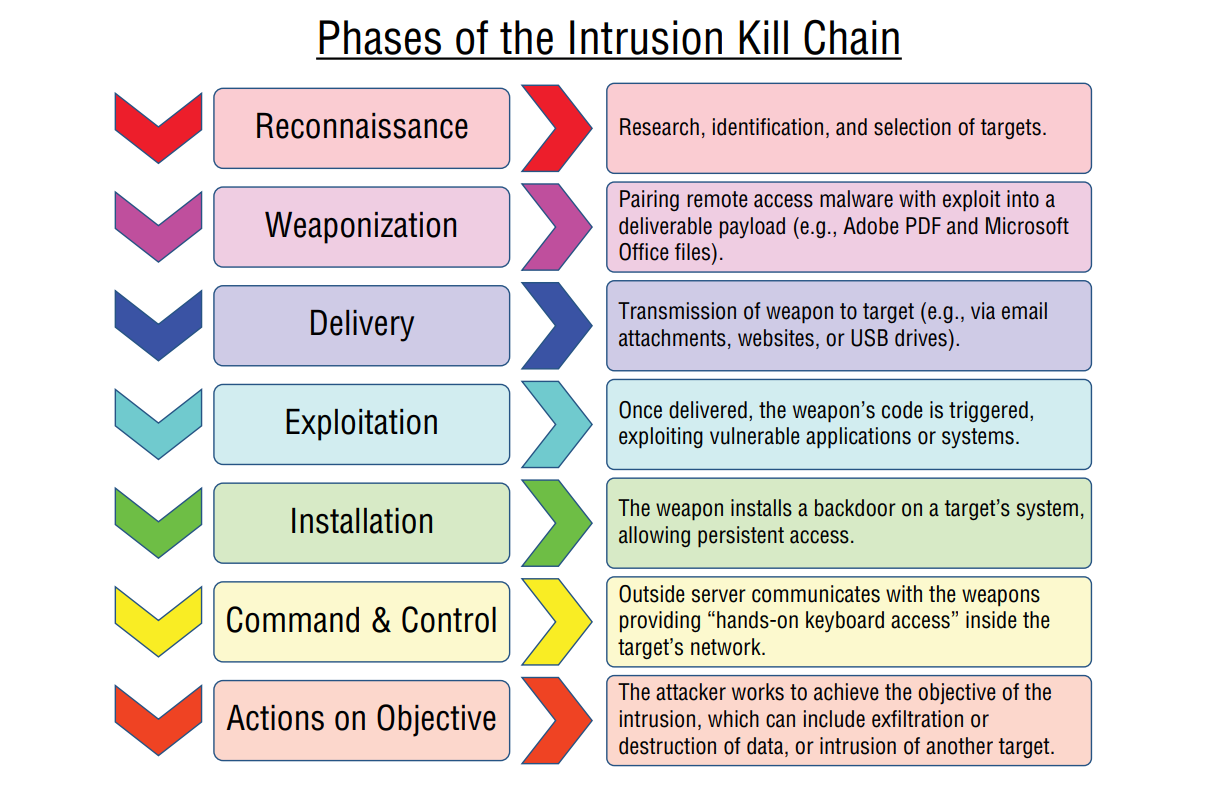 Phases of the Intrusion Kill Chain
Reconnaissance
Research, identification, and selection of targets.
Weaponization
Pairing remote access malware with exploit into a
deliverable payload (e.g., Adobe PDF and Microsoft
Office files).
Delivery
Transmission of weapon to target (e.g., via email
attachments, websites, or USB drives).
Exploitation
Once delivered, the weapon’s code is triggered,
exploiting vulnerable applications or systems.
Installation
The weapon installs a backdoor on a target’s system,
allowing persistent access.
Command & Control
Outside server communicates with the weapons
providing “hands-on keyboard access” inside the
target’s network.
Actions on Objective
The attacker works to achieve the objective of the
intrusion, which can include exfiltration or
destruction of data, or intrusion of another target.